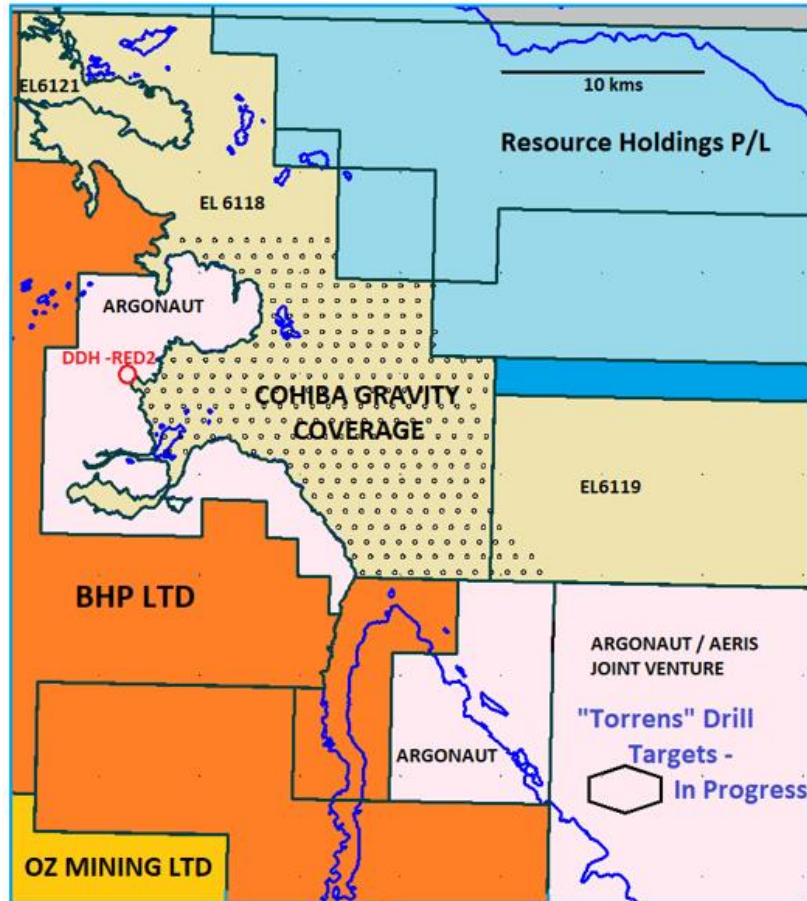 EL6121
10 kms
Resource Holdings P/L
EL 6118
ARGONAUT
DDH -RED2
COHIBA GRAVITY
COVERAGE
EL6119
BHP LTD
ARGONAUT / AERIS
JOINT VENTURE
"Torrens" Drill
Targets -
In Progress
ARGONAUT
OZ MINING LTD